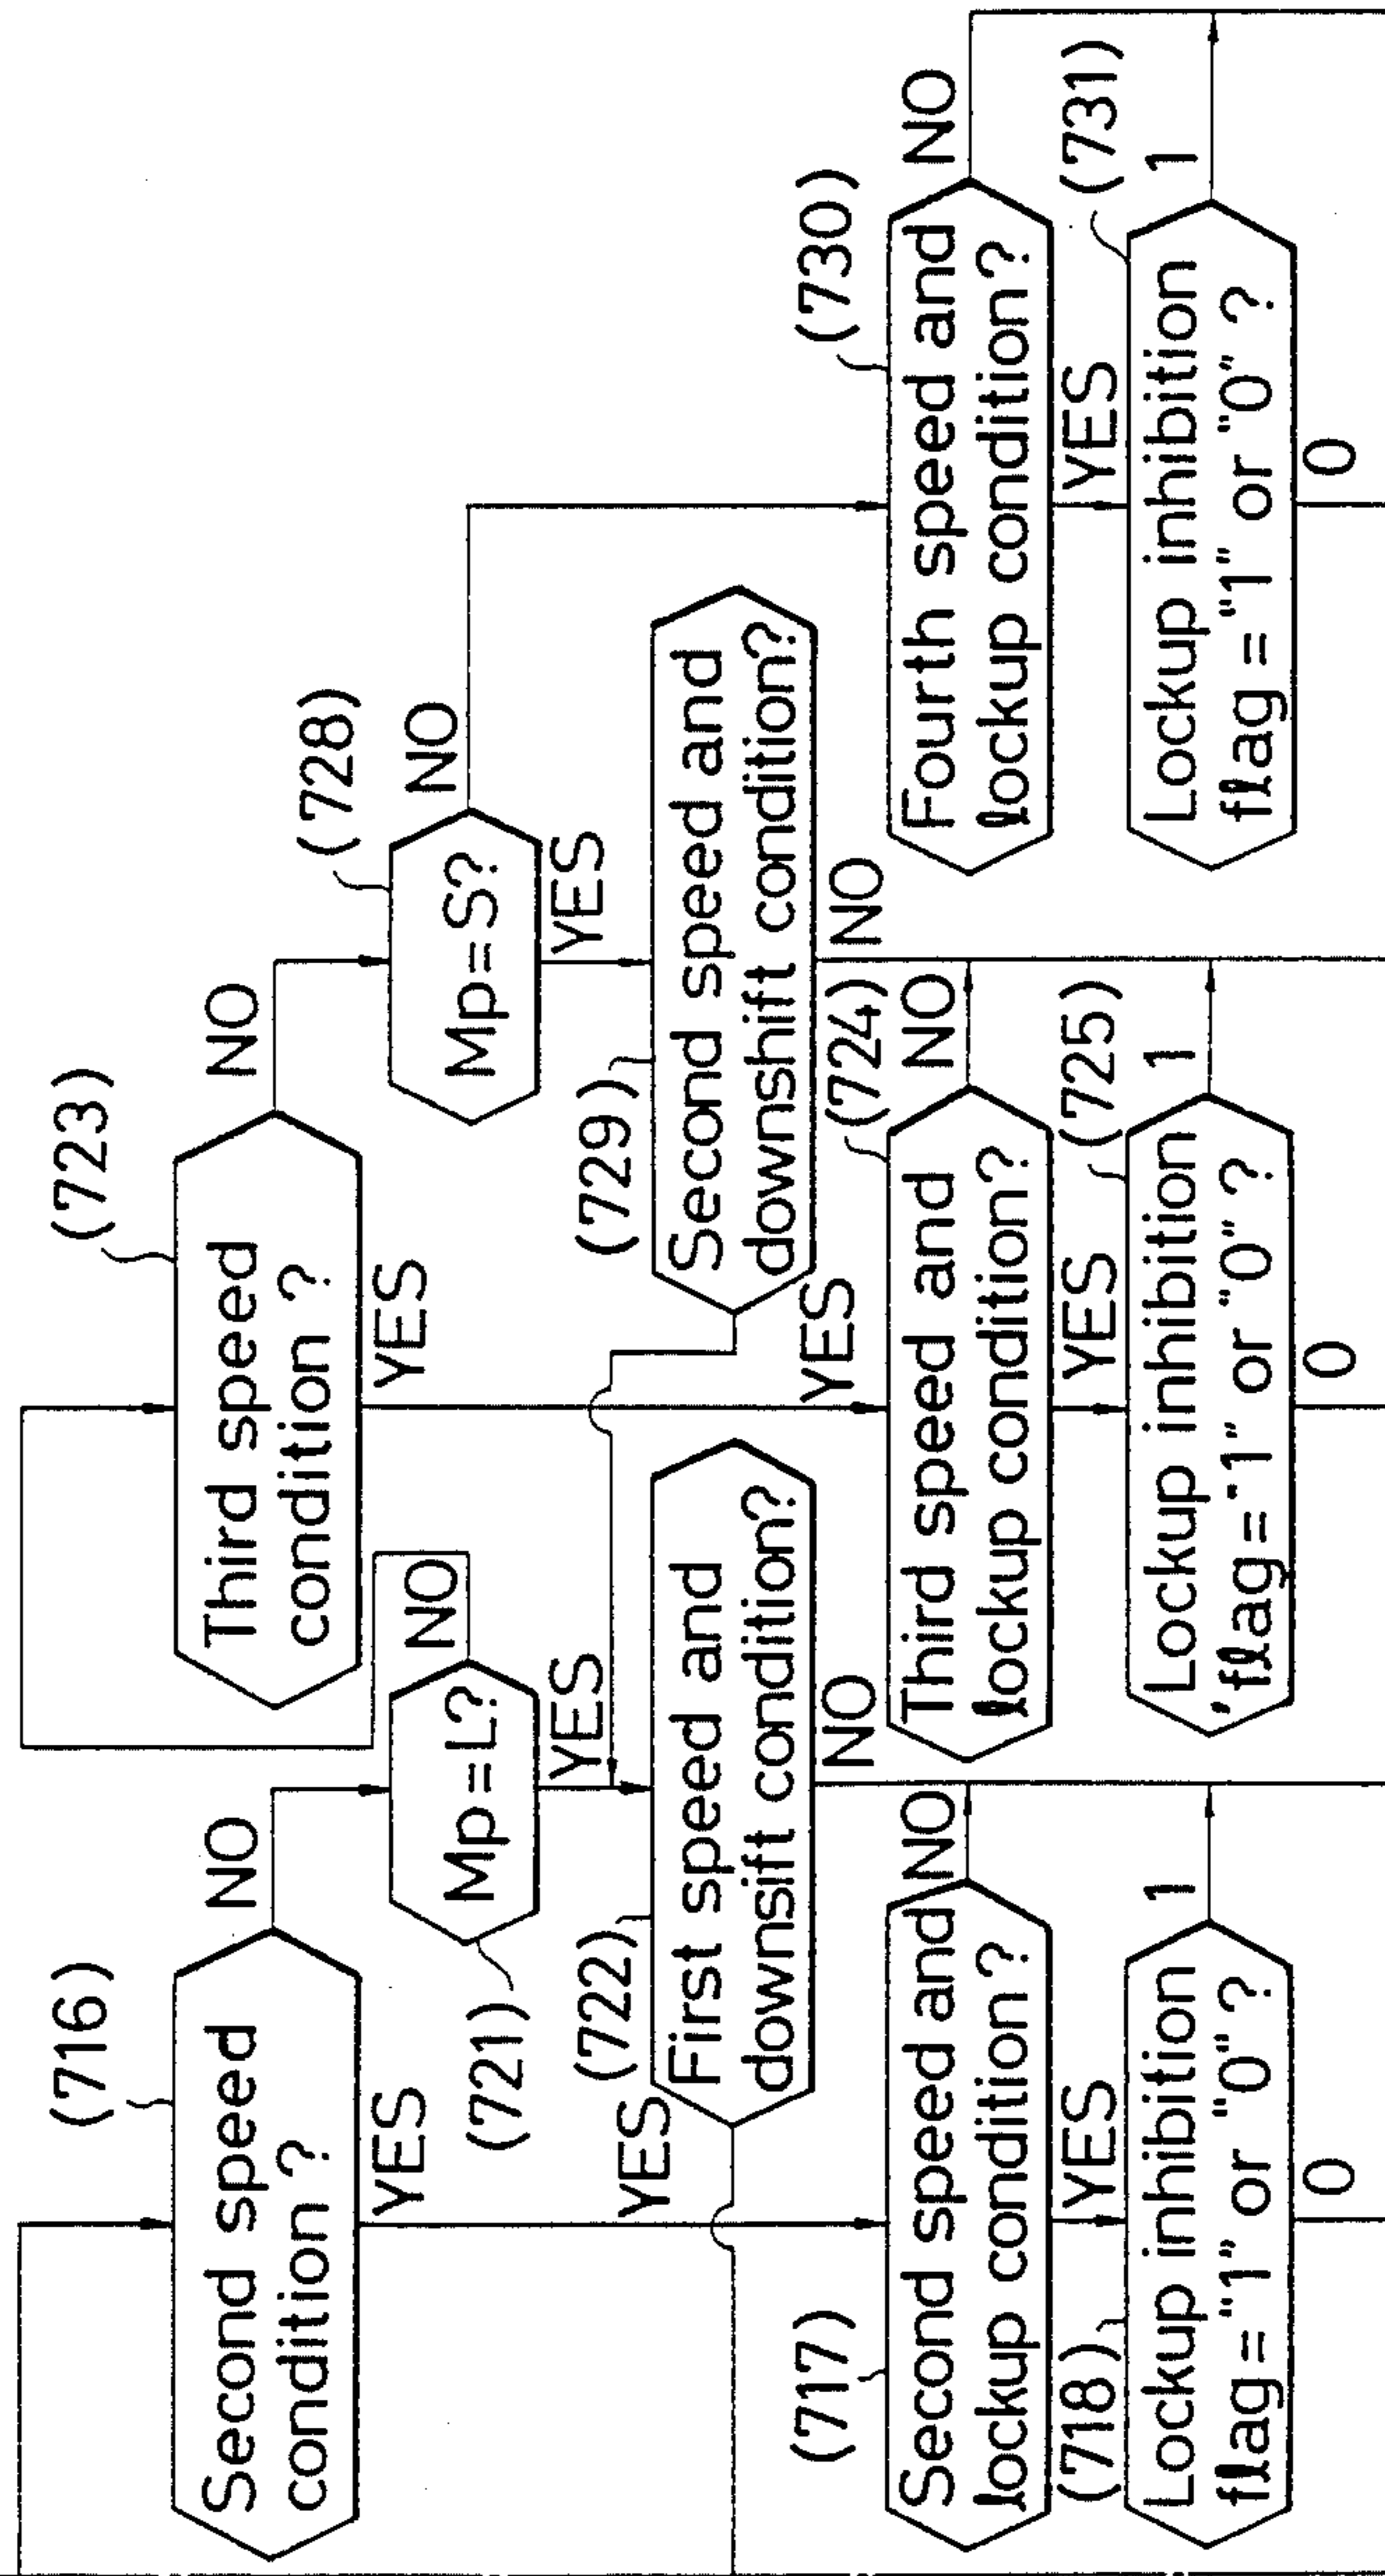 (716)
Second speed
condition ?
NO
YES
(721)
Mp=L?
NO
YES
(722)
First speed and
downsift condition?
YES
NO
(717)
Second speed and
lockup condition?
NO
YES
(718)
Lockup inhibition
flag="1" or "0" ?
1
0
(723)
Third speed
condition ?
NO
YES
(728)
Mp=S?
NO
YES
(729)
Second speed and
downshift condition?
YES
NO
(724)
Third speed and
lockup condition?
NO
YES
(725)
Lockup inhibition
flag="1" or "0" ?
1
0
(730)
Fourth speed and
lockup condition?
NO
YES
(731)
Lockup inhibition
flag ="1" or "0" ?
1
0